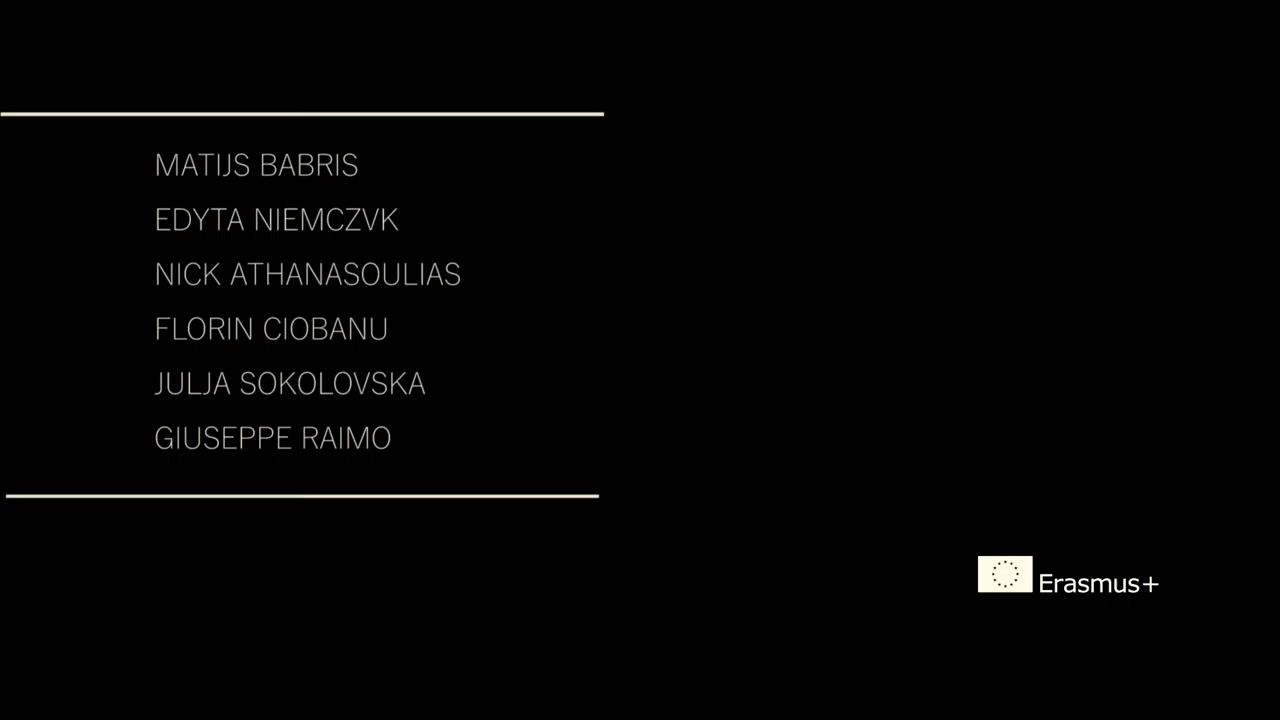 MATIJS BABRIS
EDYTA NIEMCZVK
NICK ATHANASOULIAS
FLORIN CIOBANU
JULJA SOKOLOVSKA
GIUSEPPE RAIMO
Erasmus+